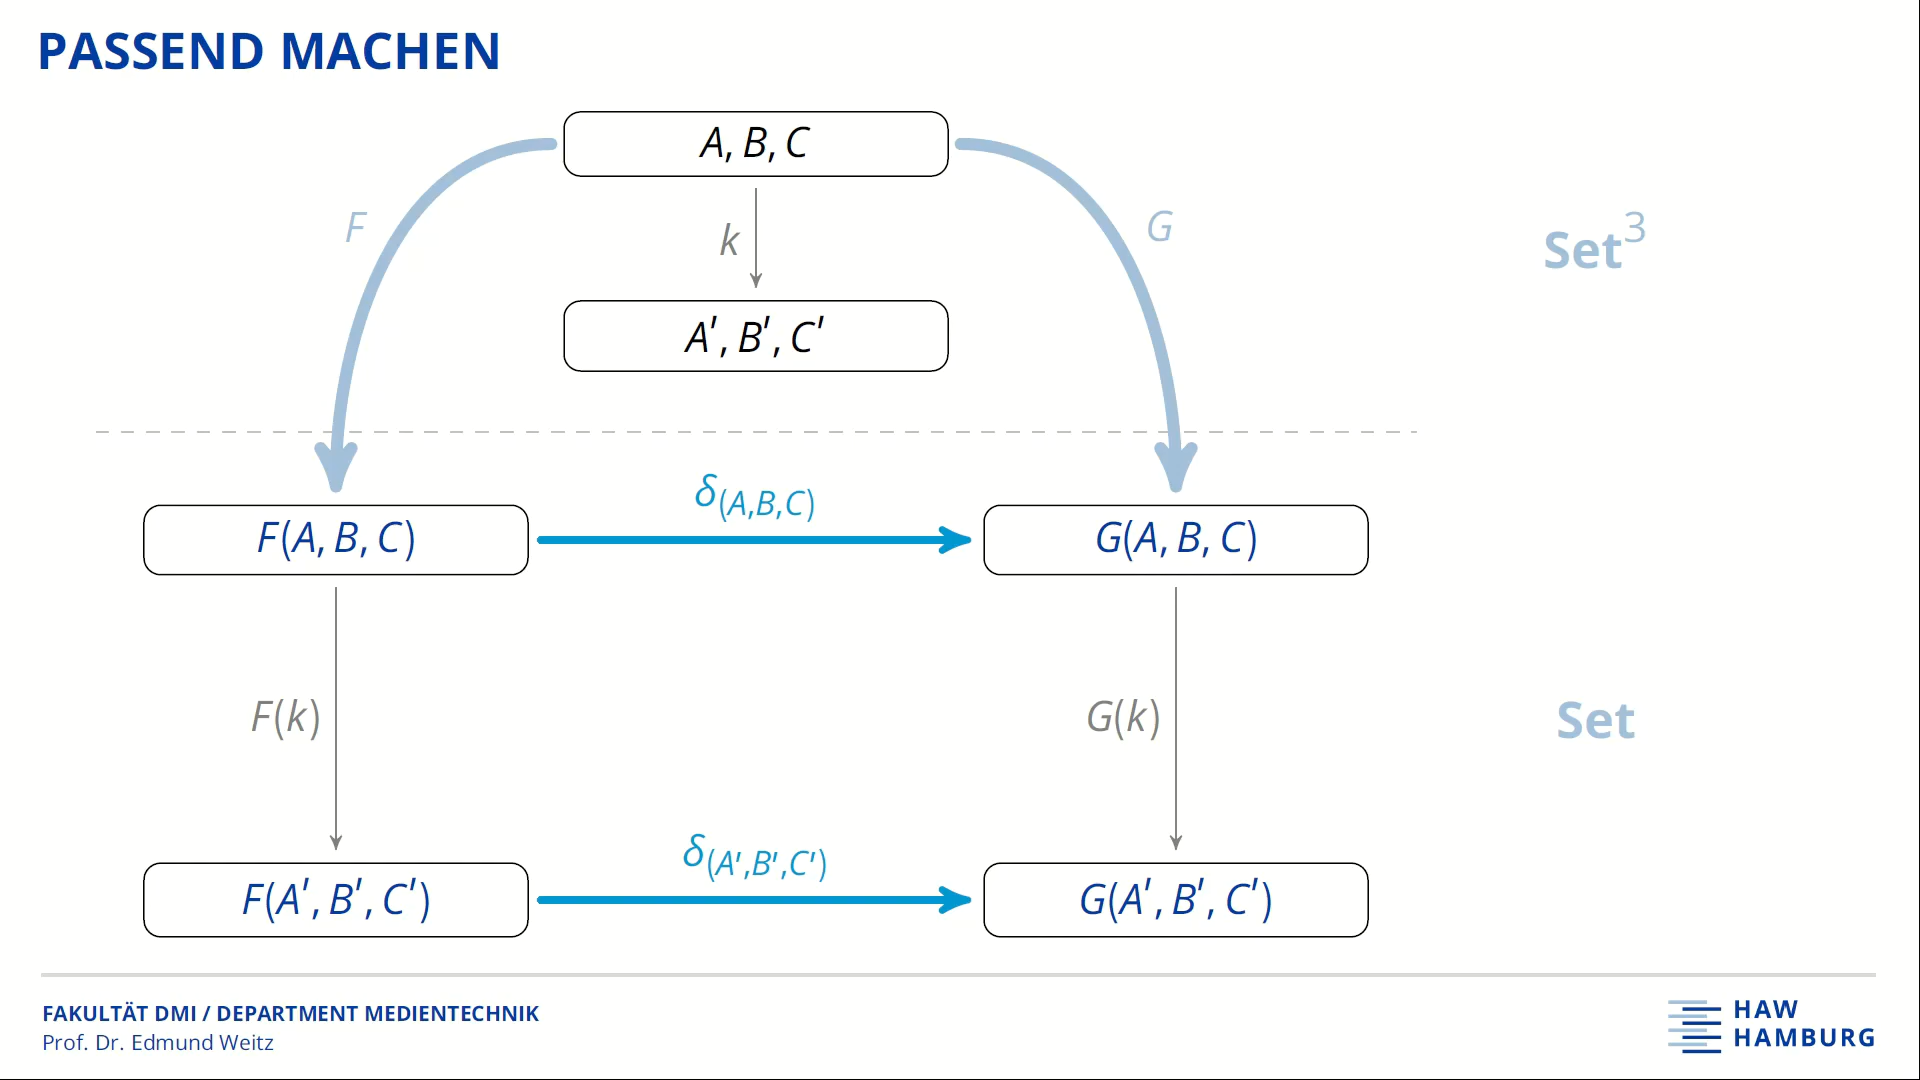 PASSEND MACHEN
A, B, C
F
k
G
Set³
A′, B′, C′
δ(A,B,C)
F(A, B, C)
G(A, B, C)
F(k)
G(k)
Set
δ(A′,B′,C′)
F(A′, B′, C′)
G(A′, B′, C′)
FAKULTÄT DMI / DEPARTMENT MEDIENTECHNIK
Prof. Dr. Edmund Weitz
HAW
HAMBURG